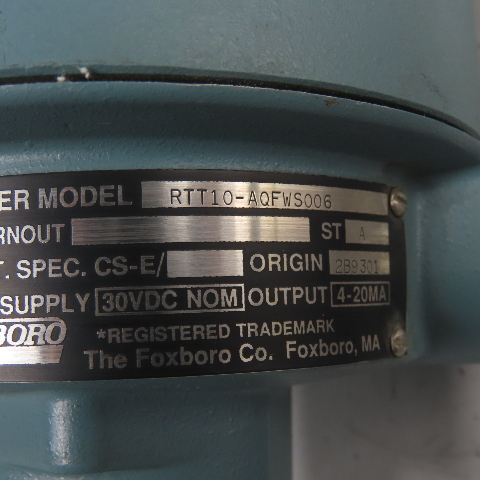 ER MODEL RTT10-AQFWS006
RNOUT ST A
T. SPEC. CS-E/ ORIGIN 2B9301
SUPPLY 30VDC NOM OUTPUT 4-20MA
BORO *REGISTERED TRADEMARK
The Foxboro Co. Foxboro, MA